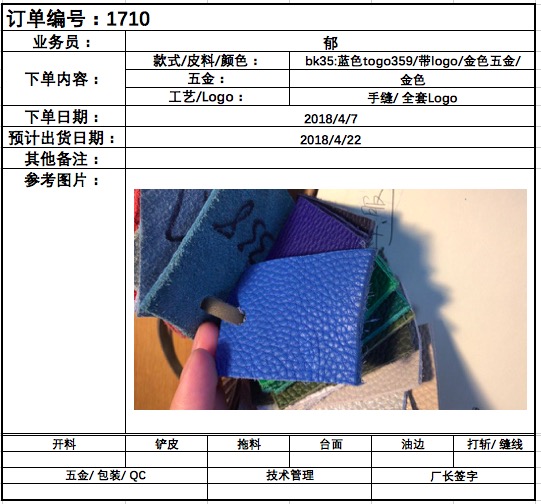 订单编号：1710
业务员： 郁
下单内容： 款式/皮料/颜色： bk35:蓝色togo359/带logo/金色五金/
五金： 金色
工艺/Logo： 手缝/ 全套Logo
下单日期： 2018/4/7
预计出货日期： 2018/4/22
其他备注：
参考图片：
开料 铲皮 拖料 台面 油边 打斩/ 缝线
五金/ 包装/ QC 技术管理 厂长签字